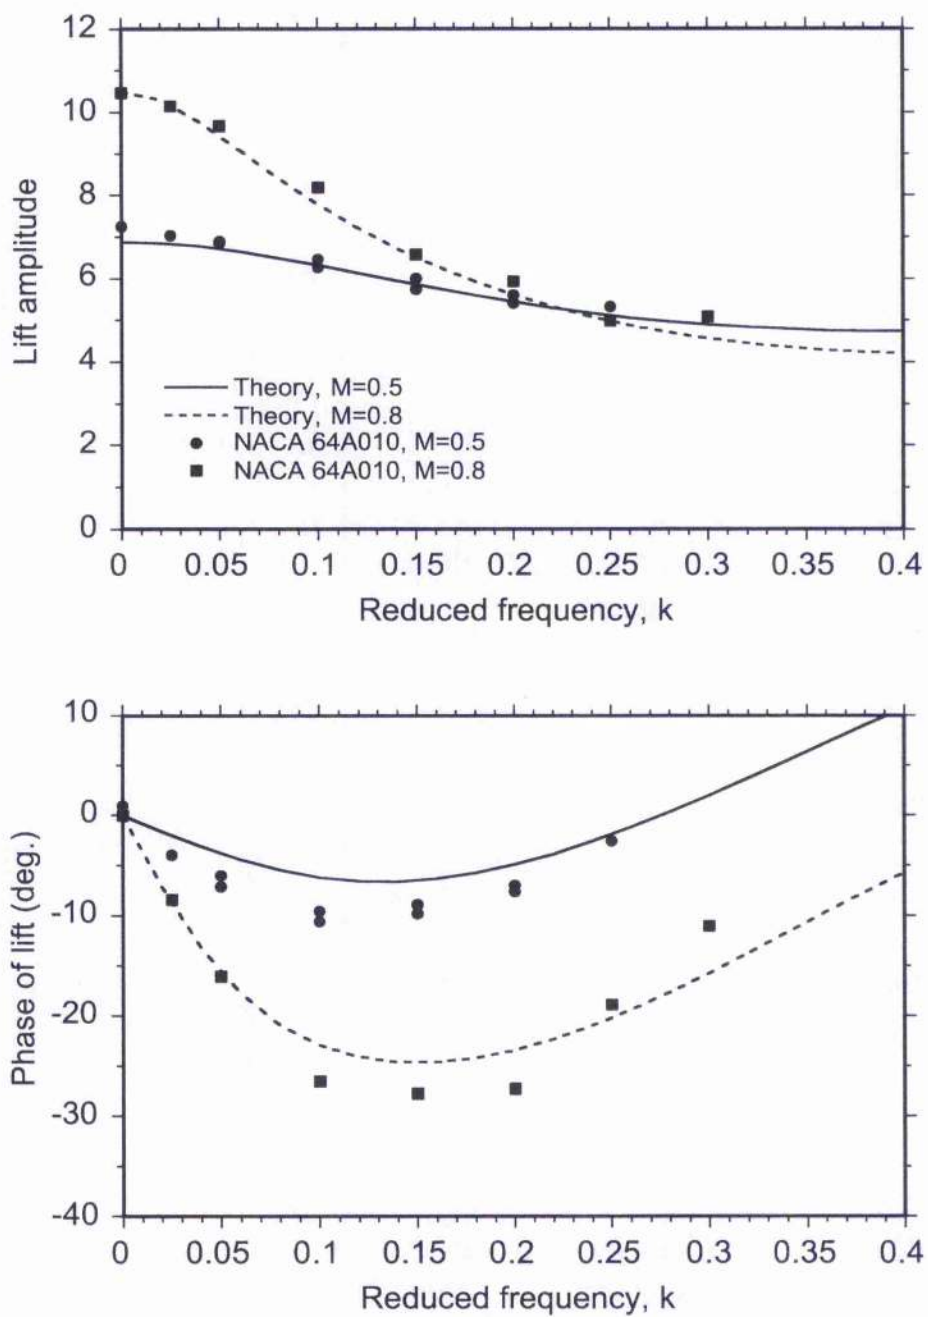 12
10
8
6
4
2
0
Lift amplitude
Theory, M=0.5
Theory, M=0.8
NACA 64A010, M=0.5
NACA 64A010, M=0.8
0 0.05 0.1 0.15 0.2 0.25 0.3 0.35 0.4
Reduced frequency, k
10
0
-10
-20
-30
-40
Phase of lift (deg.)
0 0.05 0.1 0.15 0.2 0.25 0.3 0.35 0.4
Reduced frequency, k